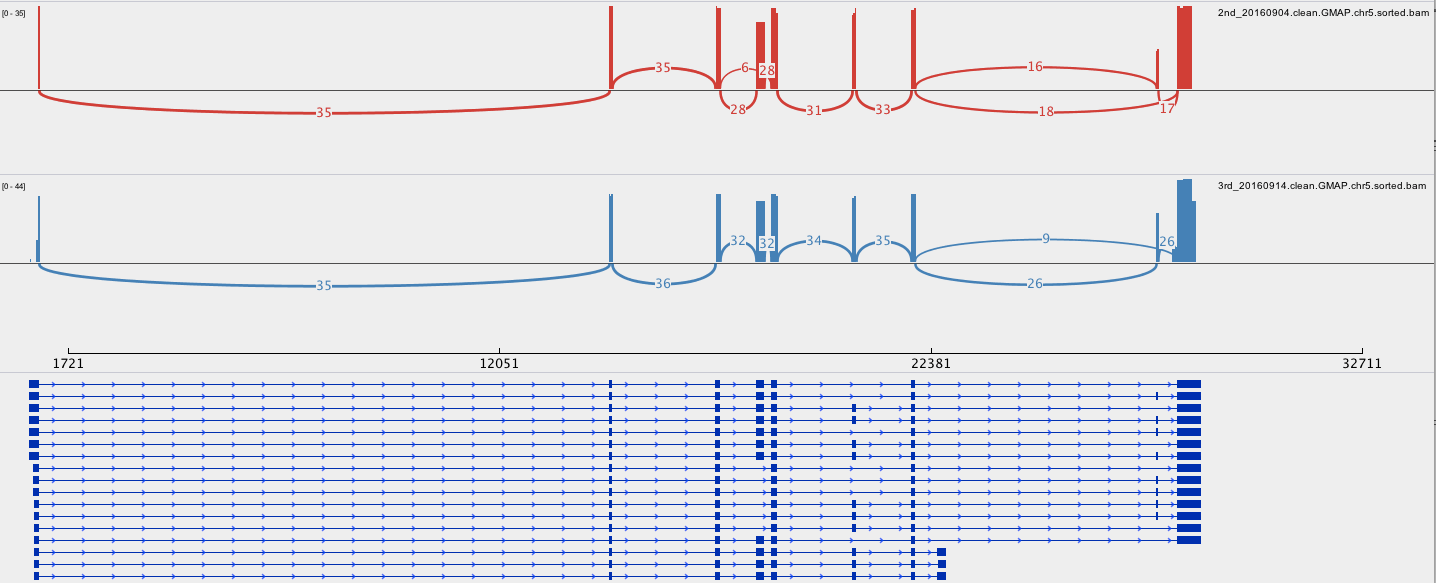 [0 - 35]
2nd_20160904.clean.GMAP.chr5.sorted.bam
35 6 28 16
35 28 31 33 18 17
[0 - 44]
3rd_20160914.clean.GMAP.chr5.sorted.bam
32 32 34 35 9 26
35 36 26
1721 12051 22381 32711